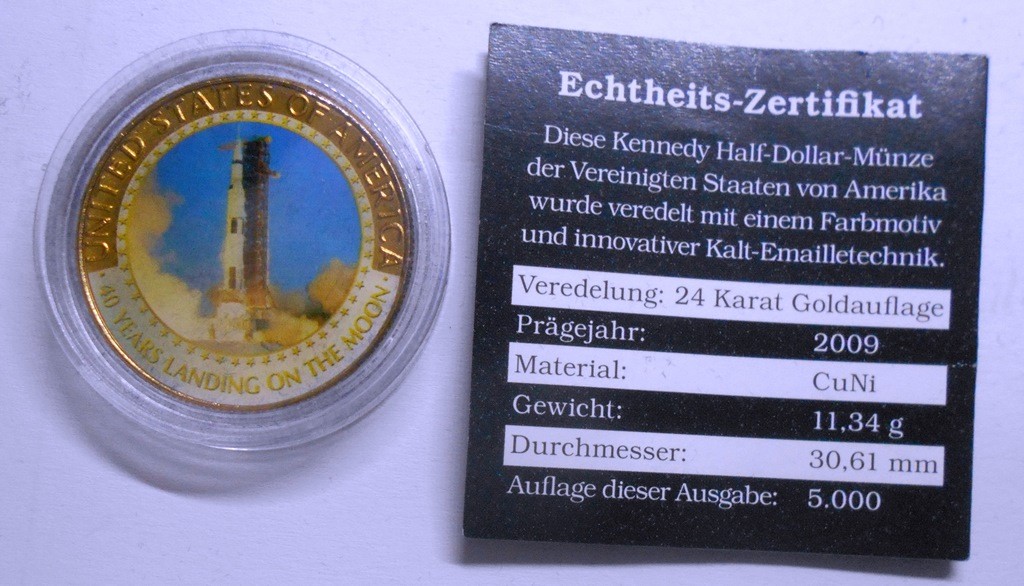 UNITED STATES OF AMERICA
· 40 YEARS LANDING ON THE MOON ·
Echtheits-Zertifikat
Diese Kennedy Half-Dollar-Münze
der Vereinigten Staaten von Amerika
wurde veredelt mit einem Farbmotiv
und innovativer Kalt-Emailletechnik.
Veredelung: 24 Karat Goldauflage
Prägejahr: 2009
Material: CuNi
Gewicht: 11,34 g
Durchmesser: 30,61 mm
Auflage dieser Ausgabe: 5.000